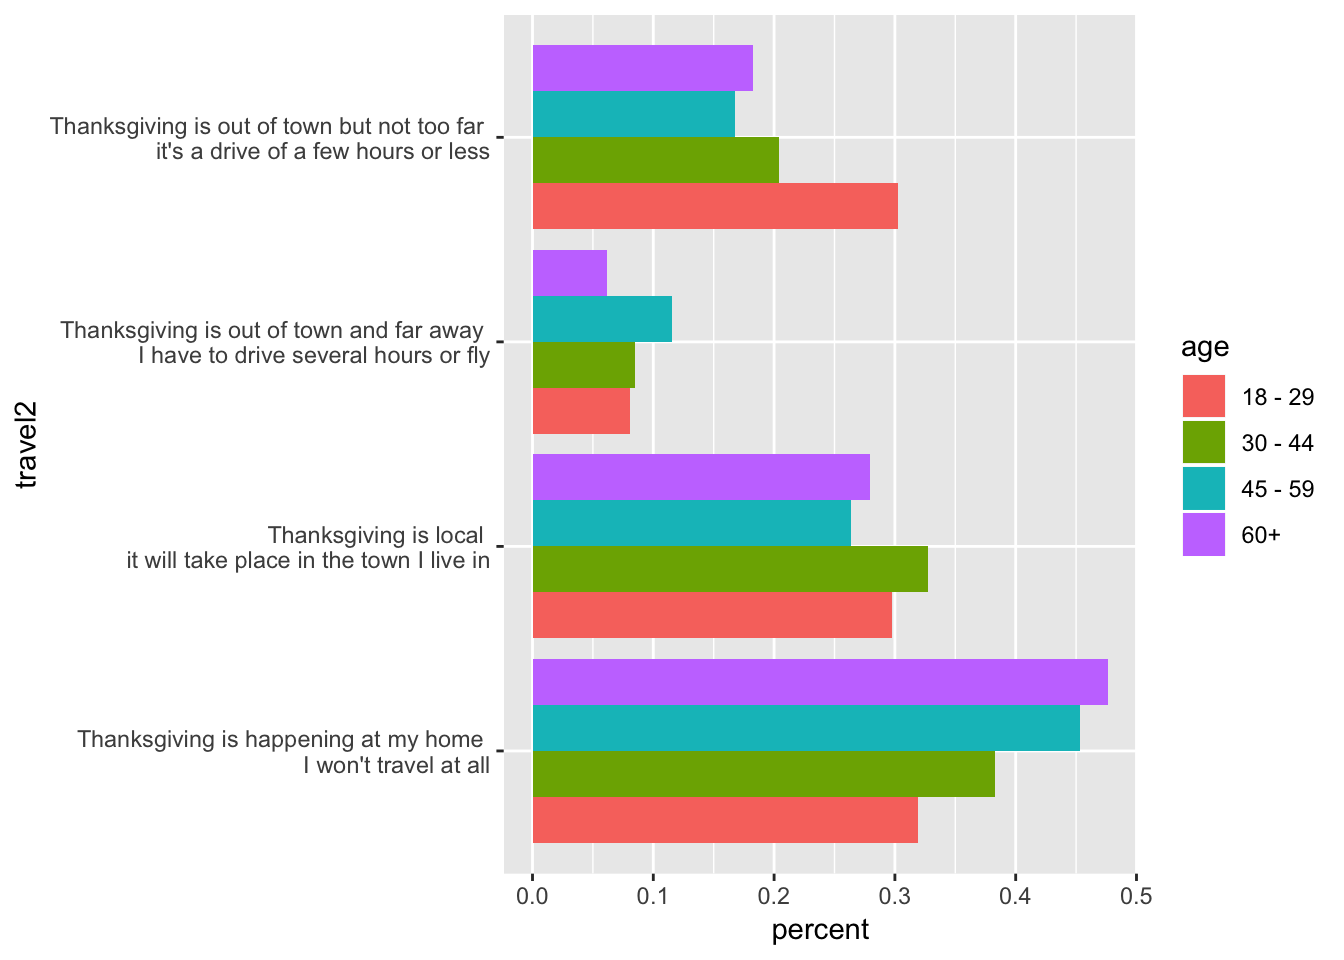 Thanksgiving is out of town but not too far
it's a drive of a few hours or less
Thanksgiving is out of town and far away
I have to drive several hours or fly
Thanksgiving is local
it will take place in the town I live in
Thanksgiving is happening at my home
I won't travel at all
travel2
0.0 0.1 0.2 0.3 0.4 0.5
percent
age
18 - 29
30 - 44
45 - 59
60+